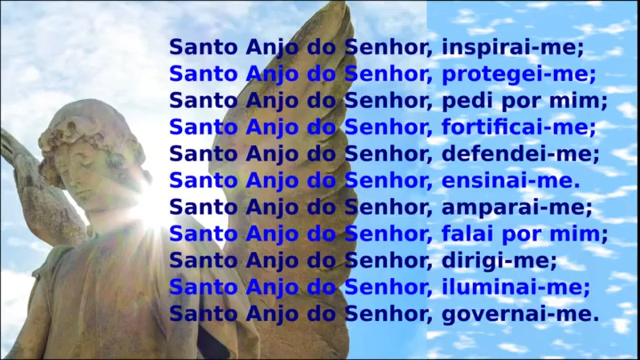 Santo Anjo do Senhor, inspirai-me;
Santo Anjo do Senhor, protegei-me;
Santo Anjo do Senhor, pedi por mim;
Santo Anjo do Senhor, fortificai-me;
Santo Anjo do Senhor, defendei-me;
Santo Anjo do Senhor, ensinai-me.
Santo Anjo do Senhor, amparai-me;
Santo Anjo do Senhor, falai por mim;
Santo Anjo do Senhor, dirigi-me;
Santo Anjo do Senhor, iluminai-me;
Santo Anjo do Senhor, governai-me.